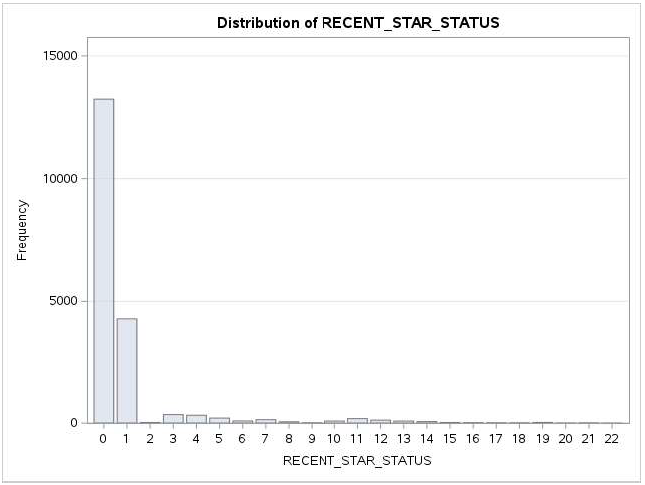 Distribution of RECENT_STAR_STATUS
15000
10000
5000
0
Frequency
0 1 2 3 4 5 6 7 8 9 10 11 12 13 14 15 16 17 18 19 20 21 22
RECENT_STAR_STATUS